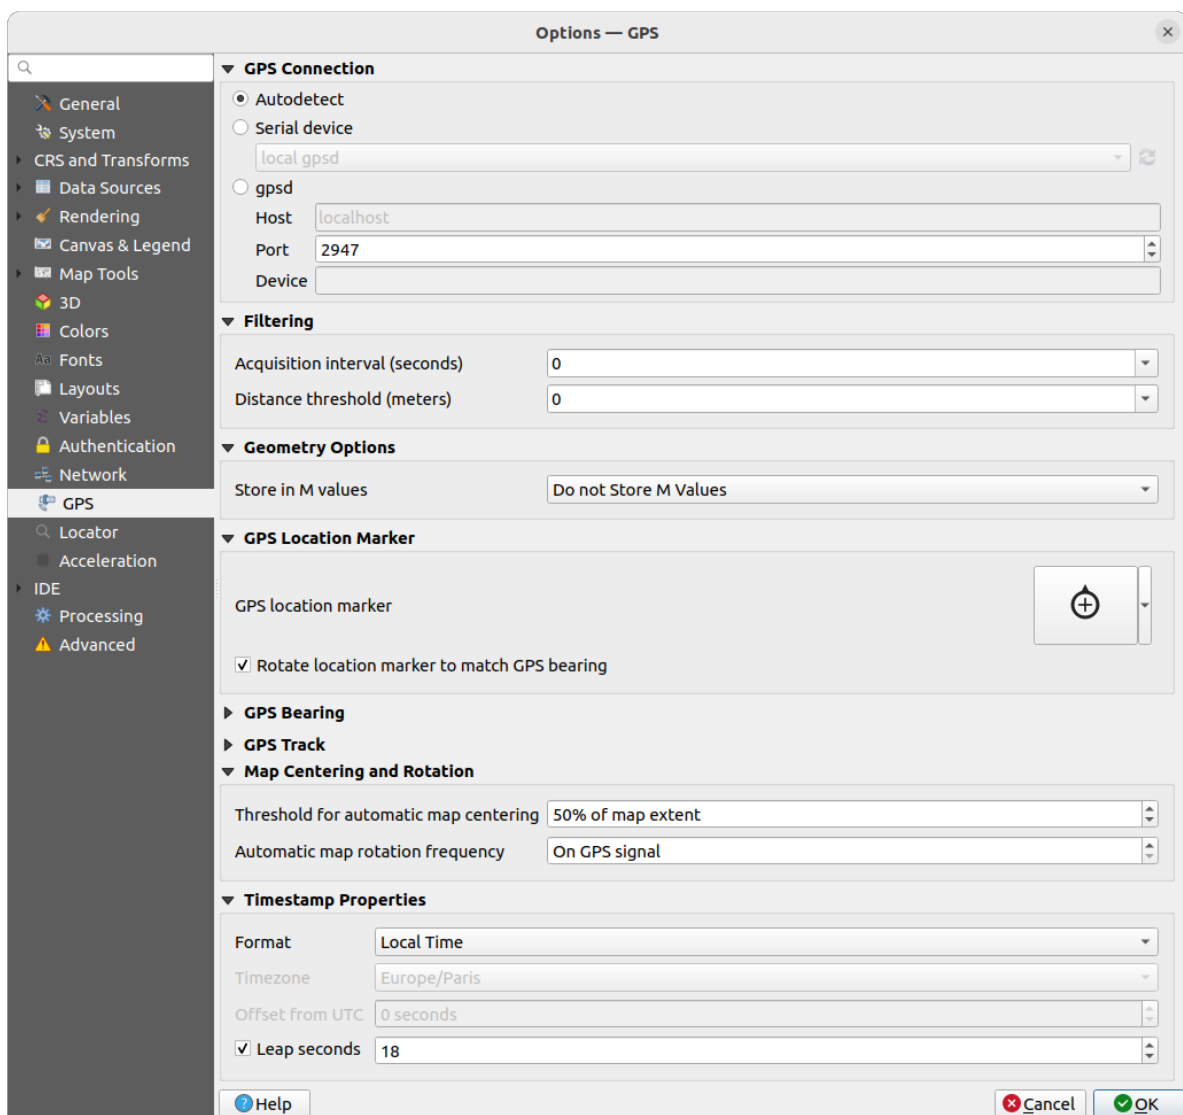 Options — GPS
General
System
CRS and Transforms
Data Sources
Rendering
Canvas & Legend
Map Tools
3D
Colors
Fonts
Layouts
Variables
Authentication
Network
GPS
Locator
Acceleration
IDE
Processing
Advanced
GPS Connection
Autodetect
Serial device
local gpsd
gpsd
Host localhost
Port 2947
Device
Filtering
Acquisition interval (seconds) 0
Distance threshold (meters) 0
Geometry Options
Store in M values Do not Store M Values
GPS Location Marker
GPS location marker
Rotate location marker to match GPS bearing
GPS Bearing
GPS Track
Map Centering and Rotation
Threshold for automatic map centering 50% of map extent
Automatic map rotation frequency On GPS signal
Timestamp Properties
Format Local Time
Timezone Europe/Paris
Offset from UTC 0 seconds
Leap seconds 18
Help Cancel OK